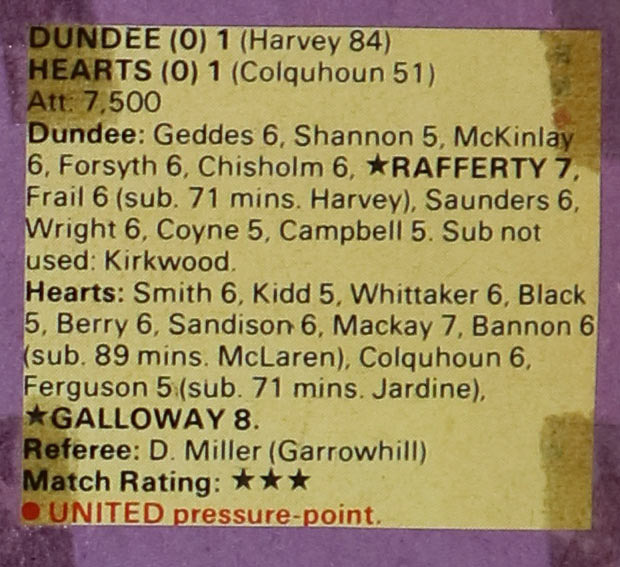 DUNDEE (0) 1 (Harvey 84)
HEARTS (0) 1 (Colquhoun 51)
Att: 7,500
Dundee: Geddes 6, Shannon 5, McKinlay
6, Forsyth 6, Chisholm 6, ★RAFFERTY 7,
Frail 6 (sub. 71 mins. Harvey), Saunders 6,
Wright 6, Coyne 5, Campbell 5. Sub not
used: Kirkwood.
Hearts: Smith 6, Kidd 5, Whittaker 6, Black
5, Berry 6, Sandison 6, Mackay 7, Bannon 6
(sub. 89 mins. McLaren), Colquhoun 6,
Ferguson 5 (sub. 71 mins. Jardine),
★GALLOWAY 8.
Referee: D. Miller (Garrowhill)
Match Rating: ★★★
● UNITED pressure-point.